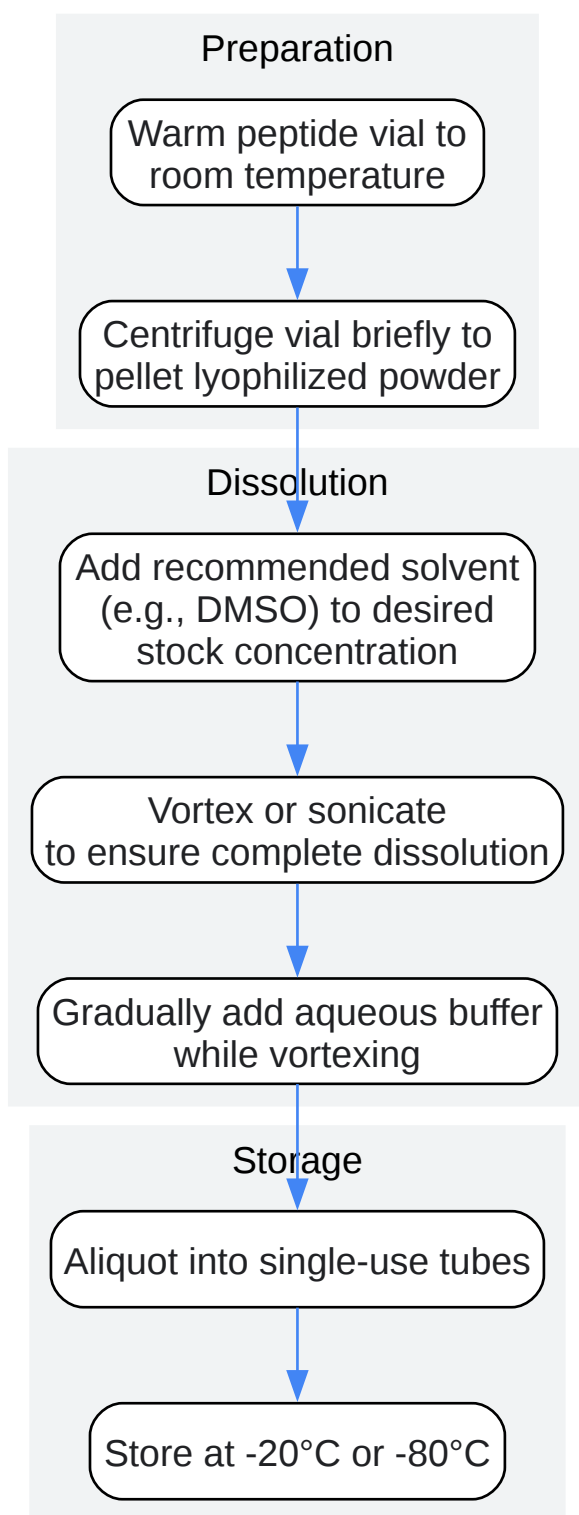 Preparation
Warm peptide vial to
room temperature
Centrifuge vial briefly to
pellet lyophilized powder
Dissolution
Add recommended solvent
(e.g., DMSO) to desired
stock concentration
Vortex or sonicate
to ensure complete dissolution
Gradually add aqueous buffer
while vortexing
Storage
Aliquot into single-use tubes
Store at -20°C or -80°C